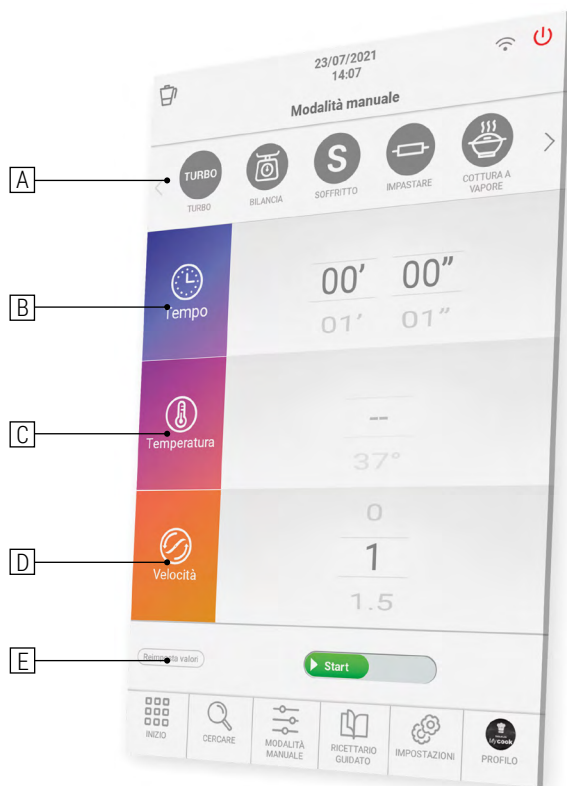 23/07/2021
14:07
Modalità manuale
A
TURBO
S
TURBO
BILANCIA
SOFFRITTO
IMPASTARE
COTTURA A
VAPORE
B
Tempo
00’ 00”
01’ 01”
C
Temperatura
--
37°
D
Velocità
0
1
1.5
E
Reimposta valori
Start
INIZIO
CERCARE
MODALITÀ
MANUALE
RICETTARIO
GUIDATO
IMPOSTAZIONI
Mycook
PROFILO